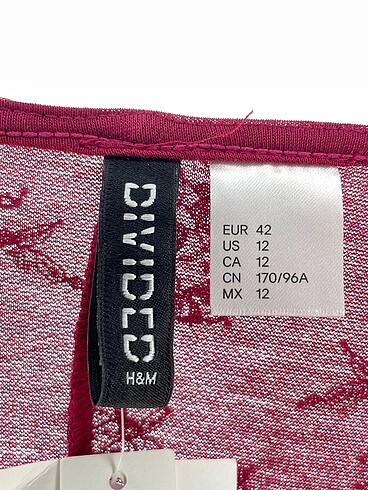 DIVIDED
H&M
EUR 42
US 12
CA 12
CN 170/96A
MX 12